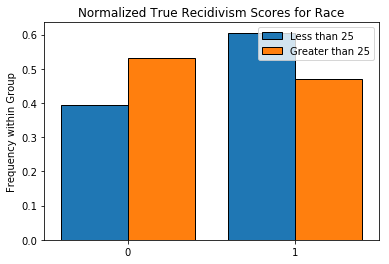 Normalized True Recidivism Scores for Race
Less than 25
Greater than 25
Frequency within Group
0.6
0.5
0.4
0.3
0.2
0.1
0.0
0
1